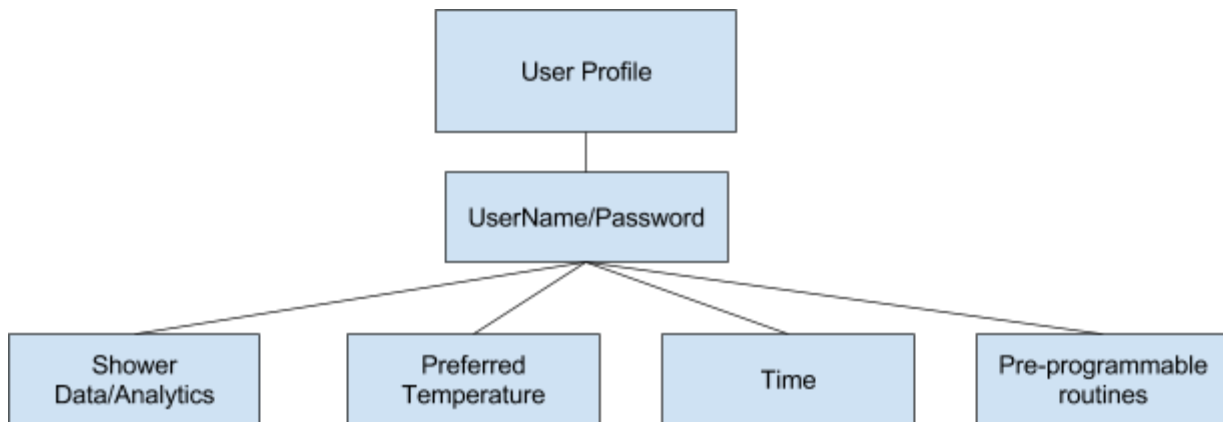 User Profile
UserName/Password
Shower
Data/Analytics
Preferred
Temperature
Time
Pre-programmable
routines